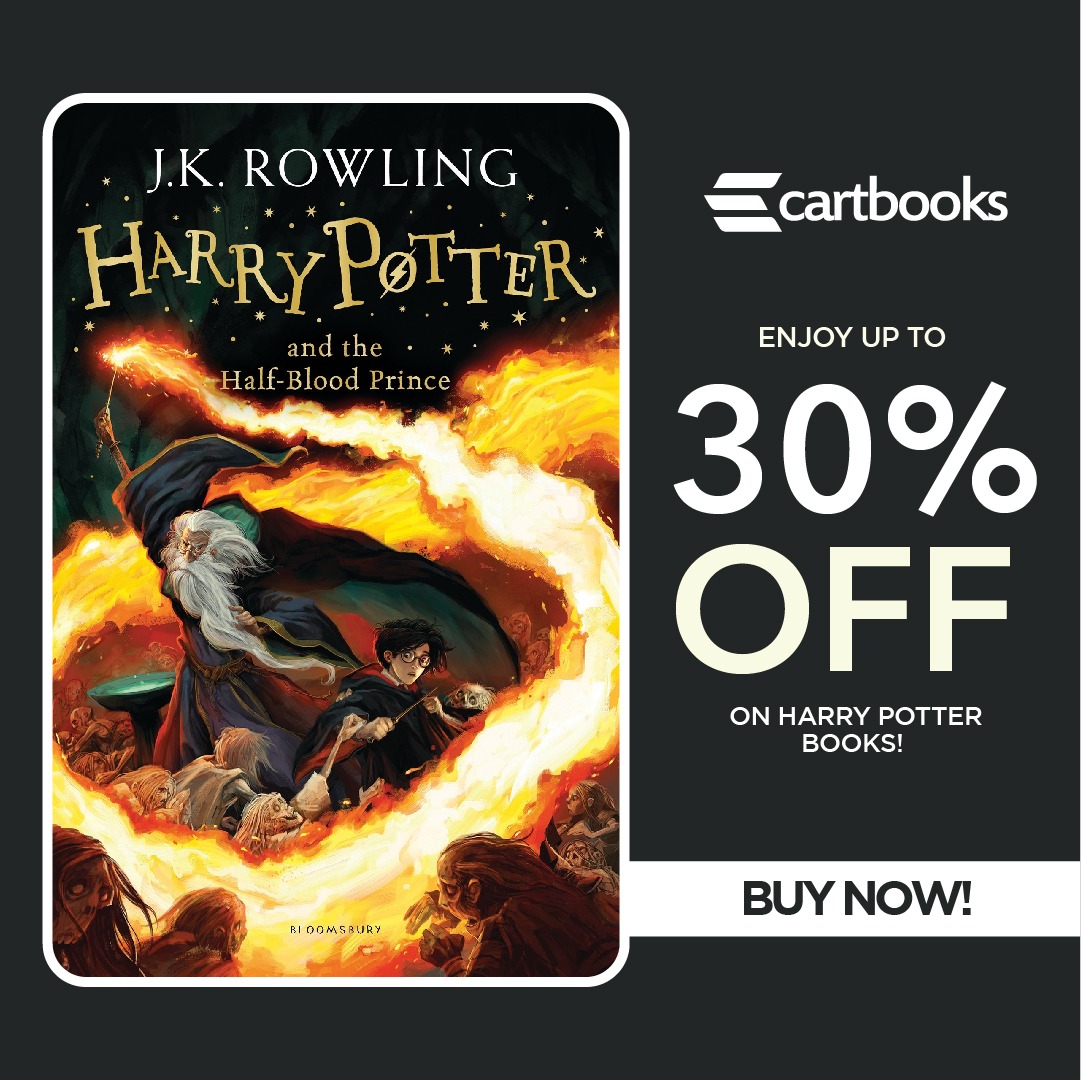 J.K. ROWLING
HARRY POTTER
and the
Half-Blood Prince
BLOOMSBURY
cartbooks
ENJOY UP TO
30%
OFF
ON HARRY POTTER
BOOKS!
BUY NOW!